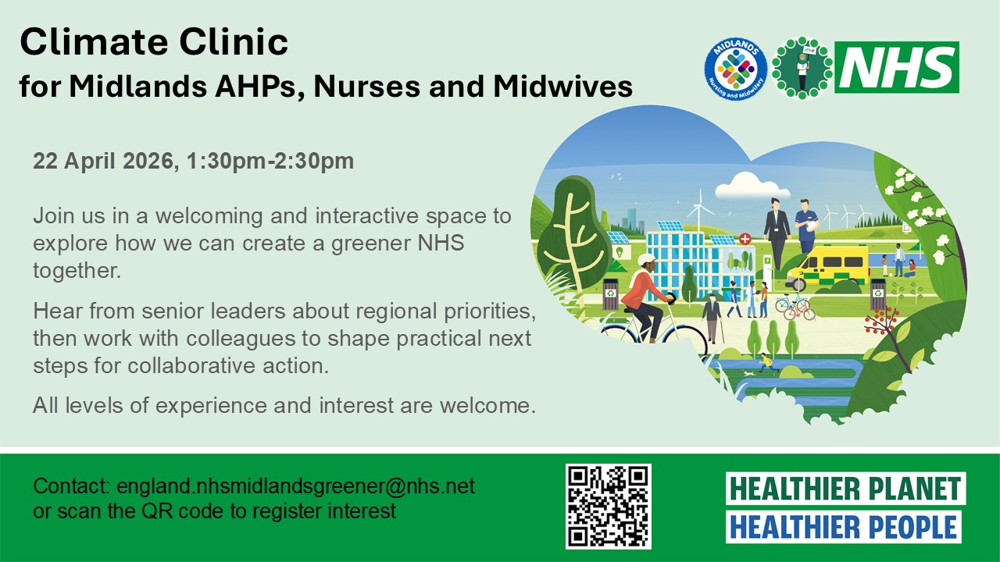 Climate Clinic
for Midlands AHPs, Nurses and Midwives
MIDLANDS
Nursing and Midwifery
NHS
22 April 2026, 1:30pm-2:30pm
Join us in a welcoming and interactive space to
explore how we can create a greener NHS
together.
Hear from senior leaders about regional priorities,
then work with colleagues to shape practical next
steps for collaborative action.
All levels of experience and interest are welcome.
Contact: england.nhsmidlandsgreener@nhs.net
or scan the QR code to register interest
HEALTHIER PLANET
HEALTHIER PEOPLE